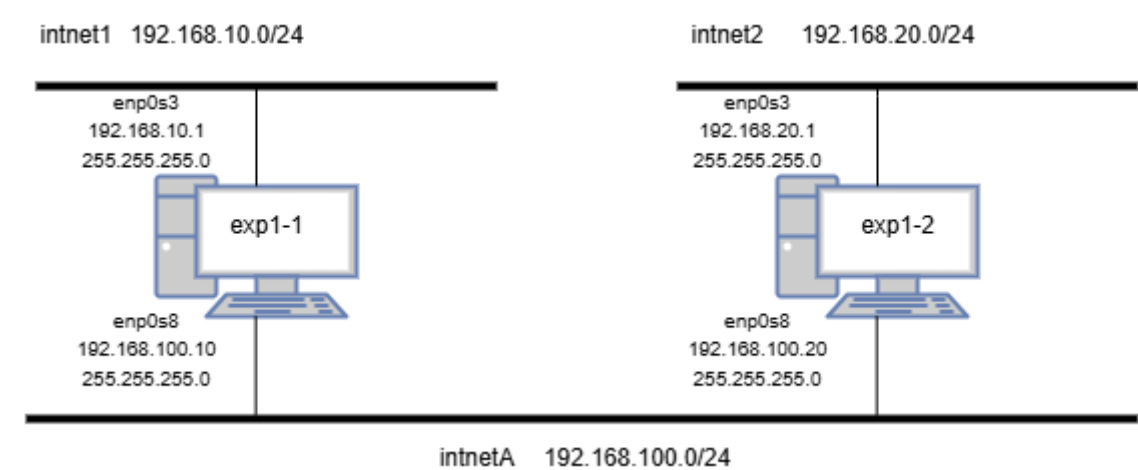 intnet1 192.168.10.0/24
intnet2 192.168.20.0/24
enp0s3
192.168.10.1
255.255.255.0
exp1-1
enp0s8
192.168.100.10
255.255.255.0
enp0s3
192.168.20.1
255.255.255.0
exp1-2
enp0s8
192.168.100.20
255.255.255.0
intnetA 192.168.100.0/24